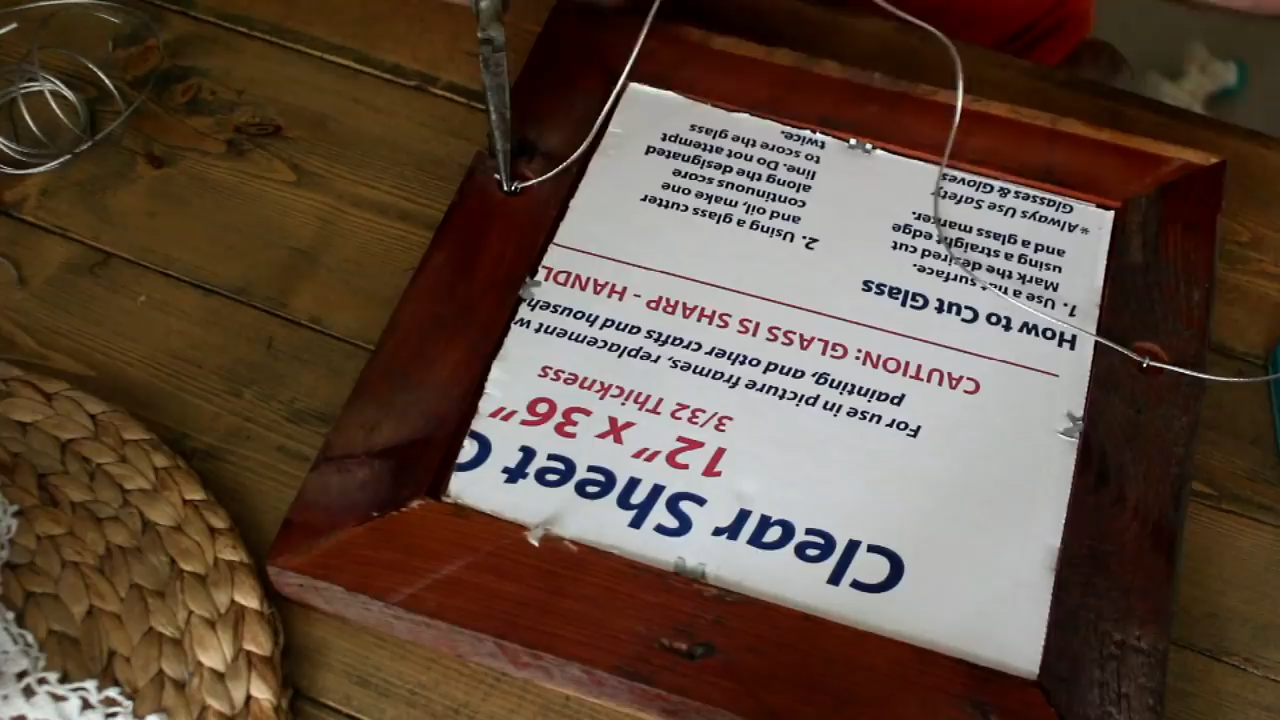 Clear Sheet
12" x 36"
3/32 Thickness
For use in picture frames, replacement
painting, and other crafts and
CAUTION: GLASS IS SHARP -
How to Cut Glass
1. Use a surface.
Mark the desired cut
using a straight edge
and a glass marker.
*Always Use Safety
Glasses & Gloves
2. Using a glass cutter
and oil, make one
continuous score
along the designated
line. Do not attempt
to score the glass
twice.